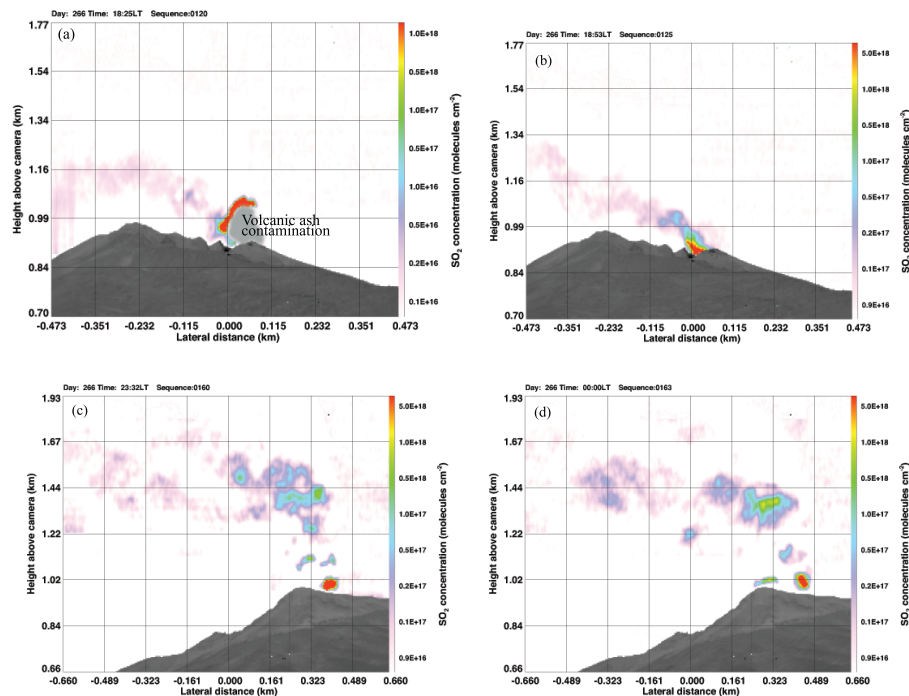 Day: 266 Time: 18:25LT Sequence:0120
(a)
1.77
1.54
1.34
1.16
0.99
0.84
0.70
Height above camera (km)
Volcanic ash
contamination
-0.473 -0.351 -0.232 -0.115 0.000 0.115 0.232 0.351 0.473
Lateral distance (km)
1.0E+18
0.5E+18
1.0E+17
0.5E+17
0.2E+17
1.0E+16
0.5E+16
0.2E+16
0.1E+16
SO2 concentration (molecules cm-2)
Day: 266 Time: 18:53LT Sequence:0125
(b)
1.77
1.54
1.34
1.16
0.99
0.84
0.70
Height above camera (km)
-0.473 -0.351 -0.232 -0.115 0.000 0.115 0.232 0.351 0.473
Lateral distance (km)
5.0E+18
1.0E+18
0.5E+18
1.0E+17
0.5E+17
0.2E+17
0.1E+17
0.9E+16
SO2 concentration (molecules cm-2)
Day: 266 Time: 23:32LT Sequence:0160
(c)
1.93
1.67
1.44
1.22
1.02
0.84
0.66
Height above camera (km)
-0.660 -0.489 -0.323 -0.160 0.000 0.160 0.323 0.489 0.660
Lateral distance (km)
5.0E+18
1.0E+18
0.5E+18
1.0E+17
0.5E+17
0.2E+17
0.1E+17
0.9E+16
SO2 concentration (molecules cm-2)
Day: 266 Time: 00:00LT Sequence:0163
(d)
1.93
1.67
1.44
1.22
1.02
0.84
0.66
Height above camera (km)
-0.660 -0.489 -0.323 -0.160 0.000 0.160 0.323 0.489 0.660
Lateral distance (km)
5.0E+18
1.0E+18
0.5E+18
1.0E+17
0.5E+17
0.2E+17
0.1E+17
0.9E+16
SO2 concentration (molecules cm-2)